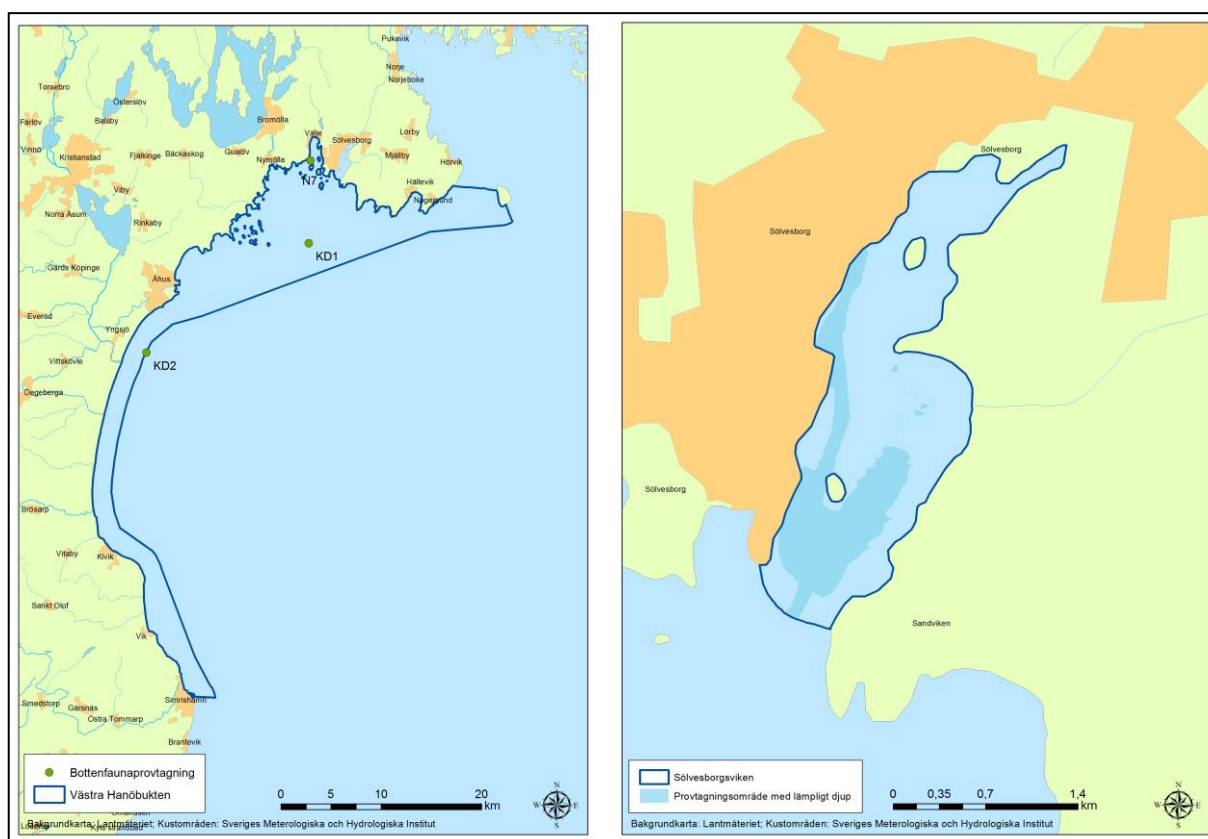 Pukavik
Norje
Norjeboke
Torsebro
Österslöv
Balsby
Färlöv
Bromölla
Vinnö
Kristianstad
Fjälkinge
Bäckaskog
Gualöv
Nymölla
Valje
Sölvesborg
Lörby
Mjällby
Hörvik
N7
Hällevik
Nogersund
Viby
Norra Åsum
Rinkaby
KD1
Gärds Köpinge
Åhus
Everöd
Yngsjö
Vittskövle
KD2
Degeberga
Brösarp
Vitaby
Kivik
Sankt Olof
Vik
Simrishamn
Smedstorp
Gärsnäs
Östra Tommarp
Brantevik
Bottenfaunaprovtagning
Västra Hanöbukten
0 5 10 20
km
N
W E
S
Bakgrundkarta: Lantmäteriet; Kustområden: Sveriges Meterologiska och Hydrologiska Institut
Kyls strandbad
Sölvesborg
Sölvesborg
Sölvesborg
Sandviken
Sölvesborgsviken
Provtagningsområde med lämpligt djup
0 0,35 0,7 1,4
km
N
W E
S
Bakgrundkarta: Lantmäteriet; Kustområden: Sveriges Meterologiska och Hydrologiska Institut